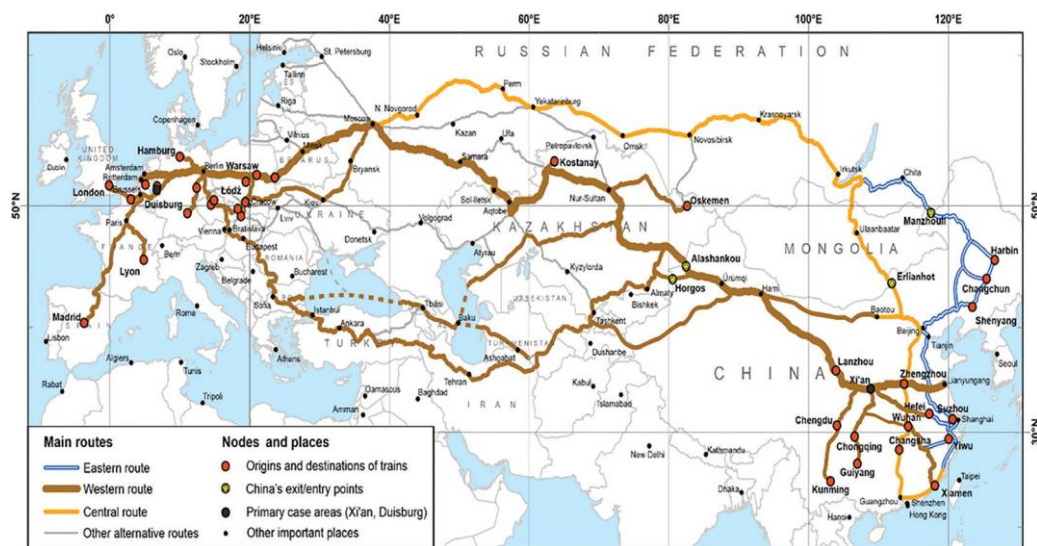 0° 20° 40° 60° 80° 100° 120°E
RUSSIAN FEDERATION
Oslo
Helsinki
St. Petersburg
Stockholm
Tallinn
ES
Riga
Perm
N. Novgorod
Yekaterinburg
Krasnoyarsk
Copenhagen
Moscow
Kazan
Ufa
Petropavlovsk
Omsk
Novosibirsk
Vilnius
Minsk
UNITED
KINGDOM
Dublin
Hamburg
Amsterdam
Rotterdam
Berlin
Warsaw
BELARUS
Bryansk
Samara
Kostanay
Irkutsk
Chita
London
Brussels
Łódź
Duisburg
Cracow
Kiev
Lviv
UKRAINE
Sol-Iletsk
Aqtobe
Nur-Sultan
Oskemen
50°N
50°N
Manzhouli
Paris
FRANCE
Vienna
Bratislava
Budapest
Donetsk
Volgograd
KAZAKHSTAN
Ulaanbaatar
MONGOLIA
Harbin
Bern
Lyon
Zagreb
ROMANIA
Bucharest
Belgrade
Atyrau
Kyzylorda
Alashankou
Horgos
Ürümqi
Hami
Erlianhot
Changchun
Shenyang
Almaty
Bishkek
UZBEKISTAN
Sofia
Tbilisi
Baku
Tashkent
Baotou
Beijing
Tianjin
Madrid
SPAIN
Rome
Istanbul
Ankara
TURKEY
TURKMENISTAN
Ashgabat
Dushanbe
Lisbon
Algiers
Tunis
Athens
Tehran
Seoul
CHINA
Lanzhou
Xi'an
Zhengzhou
Lianyungang
Rabat
Tripoli
Damascus
Amman
Baghdad
IRAN
Kabul
Islamabad
Hefei
Suzhou
Shanghai
Wuhan
Yiwu
Chengdu
Chongqing
Changsha
30°N
New Delhi
Kathmandu
Guiyang
Kunming
Xiamen
Taipei
Dhaka
Guangzhou
Shenzhen
Hong Kong
Hanoi
Main routes
Eastern route
Western route
Central route
Other alternative routes
Nodes and places
Origins and destinations of trains
China's exit/entry points
Primary case areas (Xi'an, Duisburg)
Other important places